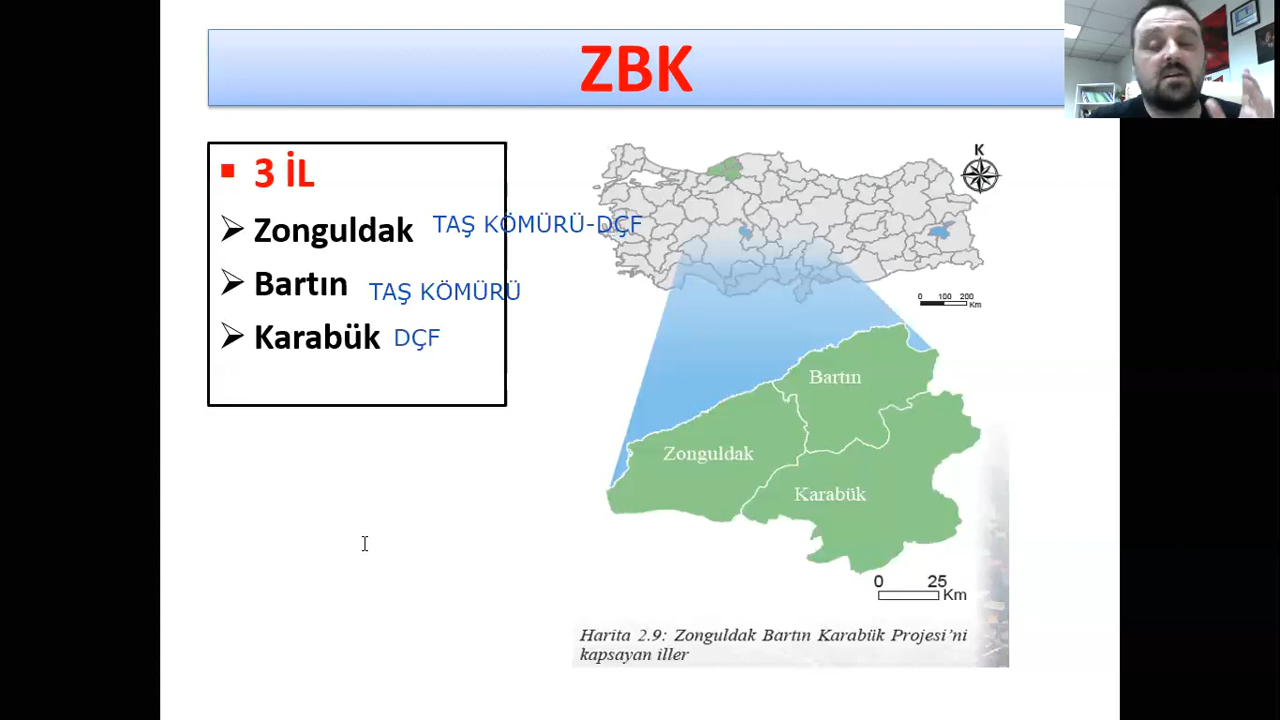 ZBK
3 İL
Zonguldak TAŞ KÖMÜRÜ-DÇF
Bartın TAŞ KÖMÜRÜ
Karabük DÇF
K
0 100 200
Km
Bartın
Zonguldak
Karabük
0 25
Km
Harita 2.9: Zonguldak Bartın Karabük Projesi'ni
kapsayan iller